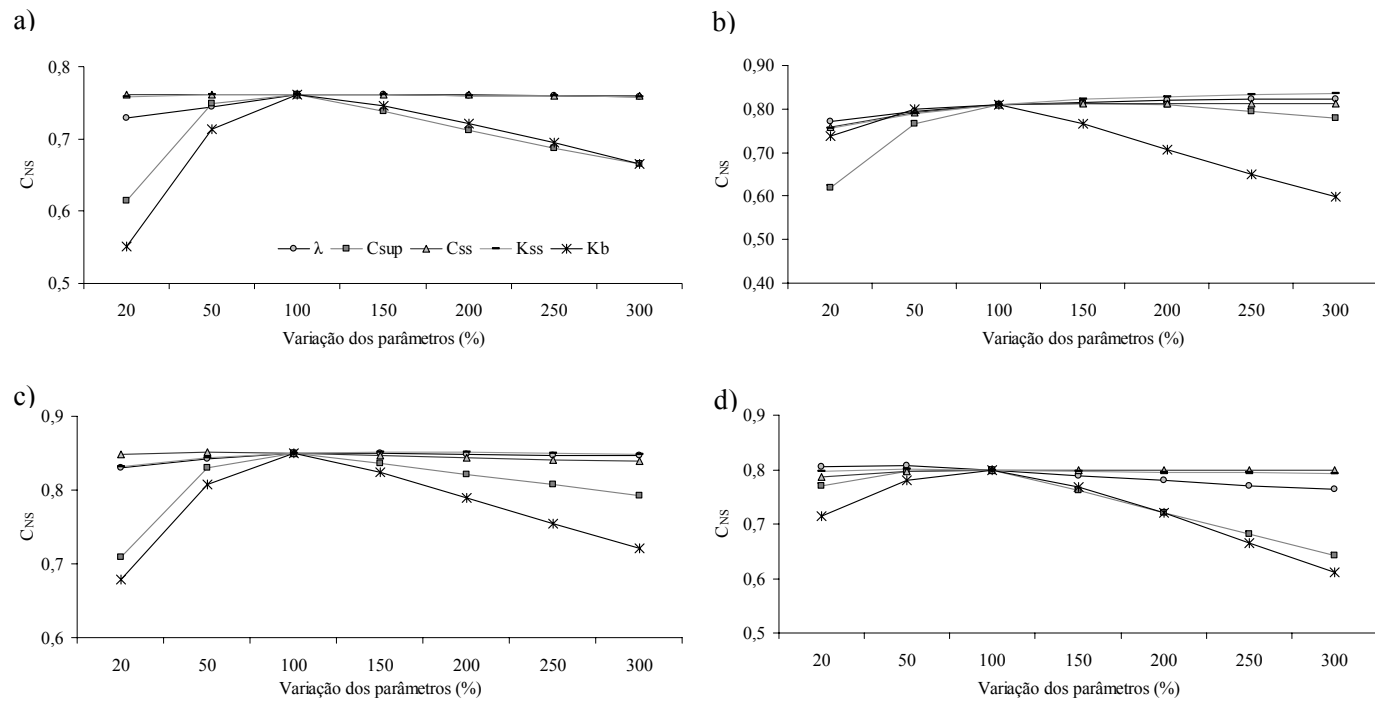 a)
0,8
0,7
0,6
0,5
C_NS
λ Csup Css Kss Kb
20 50 100 150 200 250 300
Variação dos parâmetros (%)
b)
0,90
0,80
0,70
0,60
0,50
0,40
C_NS
20 50 100 150 200 250 300
Variação dos parâmetros (%)
c)
0,9
0,8
0,7
0,6
C_NS
20 50 100 150 200 250 300
Variação dos parâmetros (%)
d)
0,9
0,8
0,7
0,6
0,5
C_NS
20 50 100 150 200 250 300
Variação dos parâmetros (%)